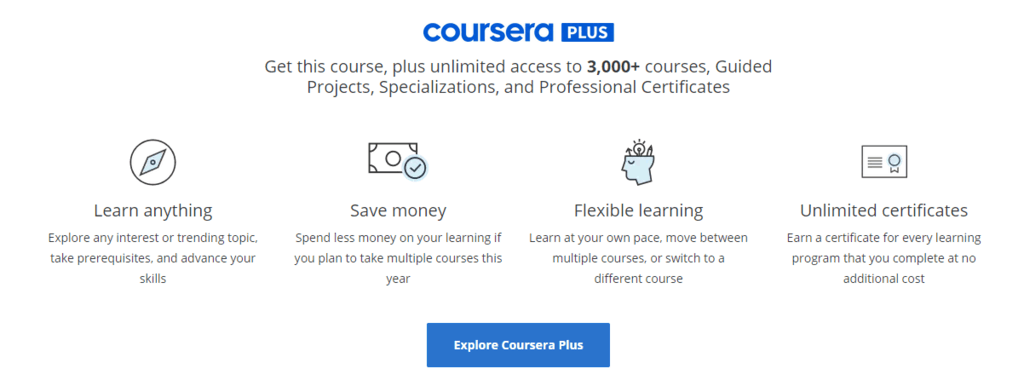 coursera PLUS
Get this course, plus unlimited access to 3,000+ courses, Guided
Projects, Specializations, and Professional Certificates
Learn anything
Explore any interest or trending topic,
take prerequisites, and advance your
skills
Save money
Spend less money on your learning if
you plan to take multiple courses this
year
Flexible learning
Learn at your own pace, move between
multiple courses, or switch to a
different course
Unlimited certificates
Earn a certificate for every learning
program that you complete at no
additional cost
Explore Coursera Plus